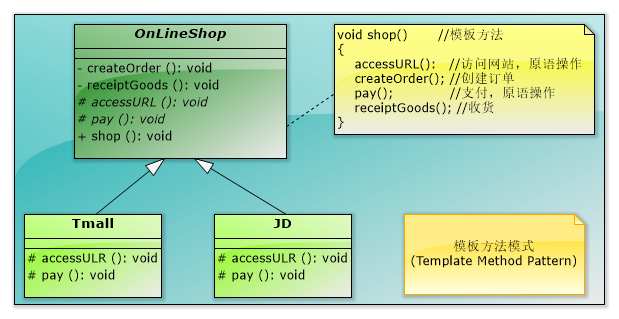 OnLineShop
- createOrder (): void
- receiptGoods (): void
# accessURL (): void
# pay (): void
+ shop (): void
void shop() //模板方法
{
accessURL(): //访问网站，原语操作
createOrder(); //创建订单
pay(); //支付，原语操作
receiptGoods(); //收货
}
Tmall
# accessULR (): void
# pay (): void
JD
# accessULR (): void
# pay (): void
模板方法模式
(Template Method Pattern)